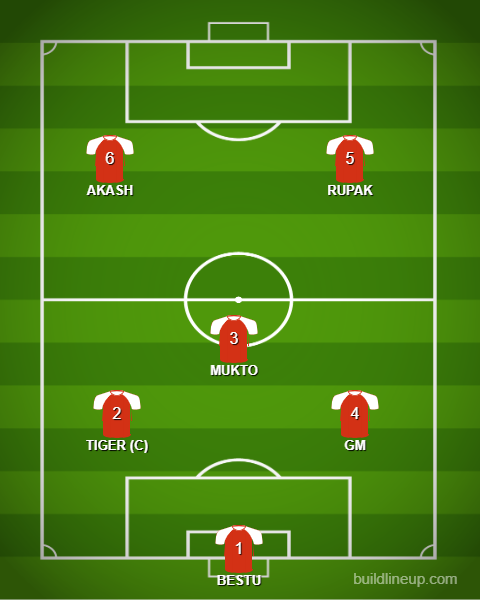 6
AKASH
5
RUPAK
3
MUKTO
2
TIGER (C)
4
GM
1
BESTU
buildlineup.com